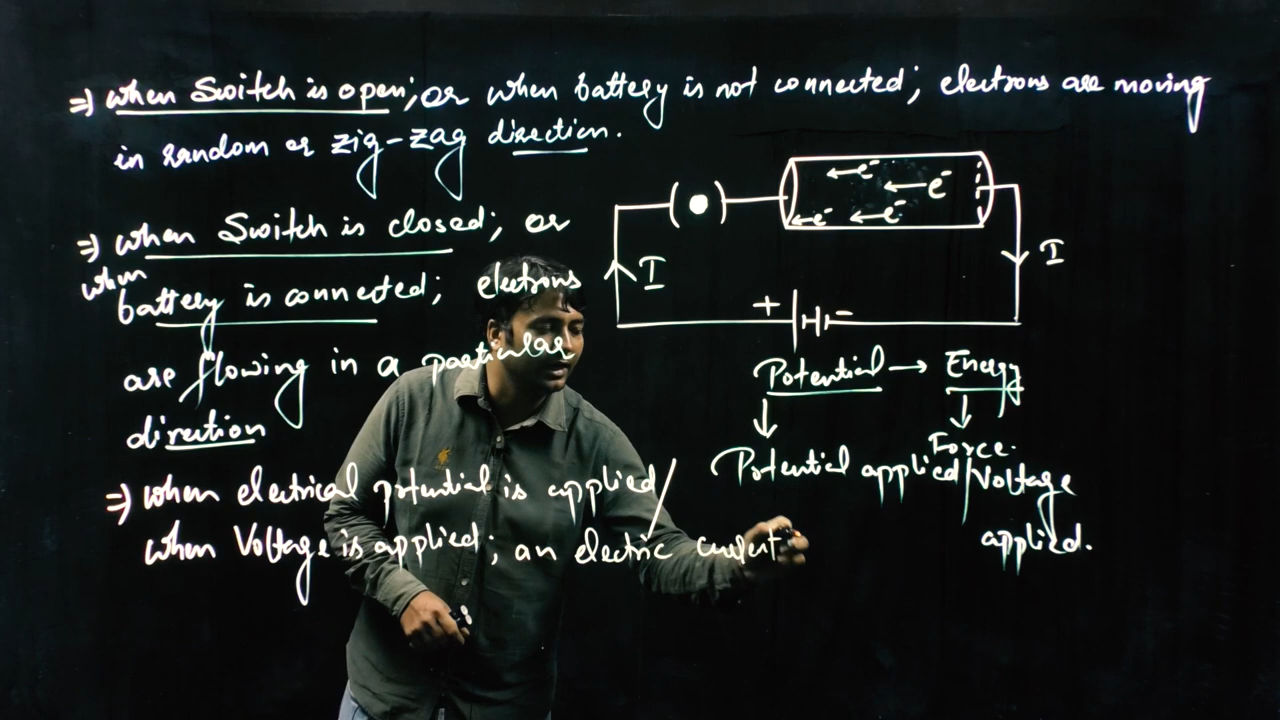 ⇒ when Switch is open; or when battery is not connected; electrons are moving
in random or zig-zag direction.
⇒ when Switch is closed; or
when
battery is connected; electrons
are flowing in a particular
direction
⇒ when electrical potential is applied/
when Voltage is applied; an electric current
e⁻
e⁻
e⁻
e⁻
( • )
I
I
+
-
Potential → Energy
↓ ↓
Force.
Potential applied/Voltage
applied.